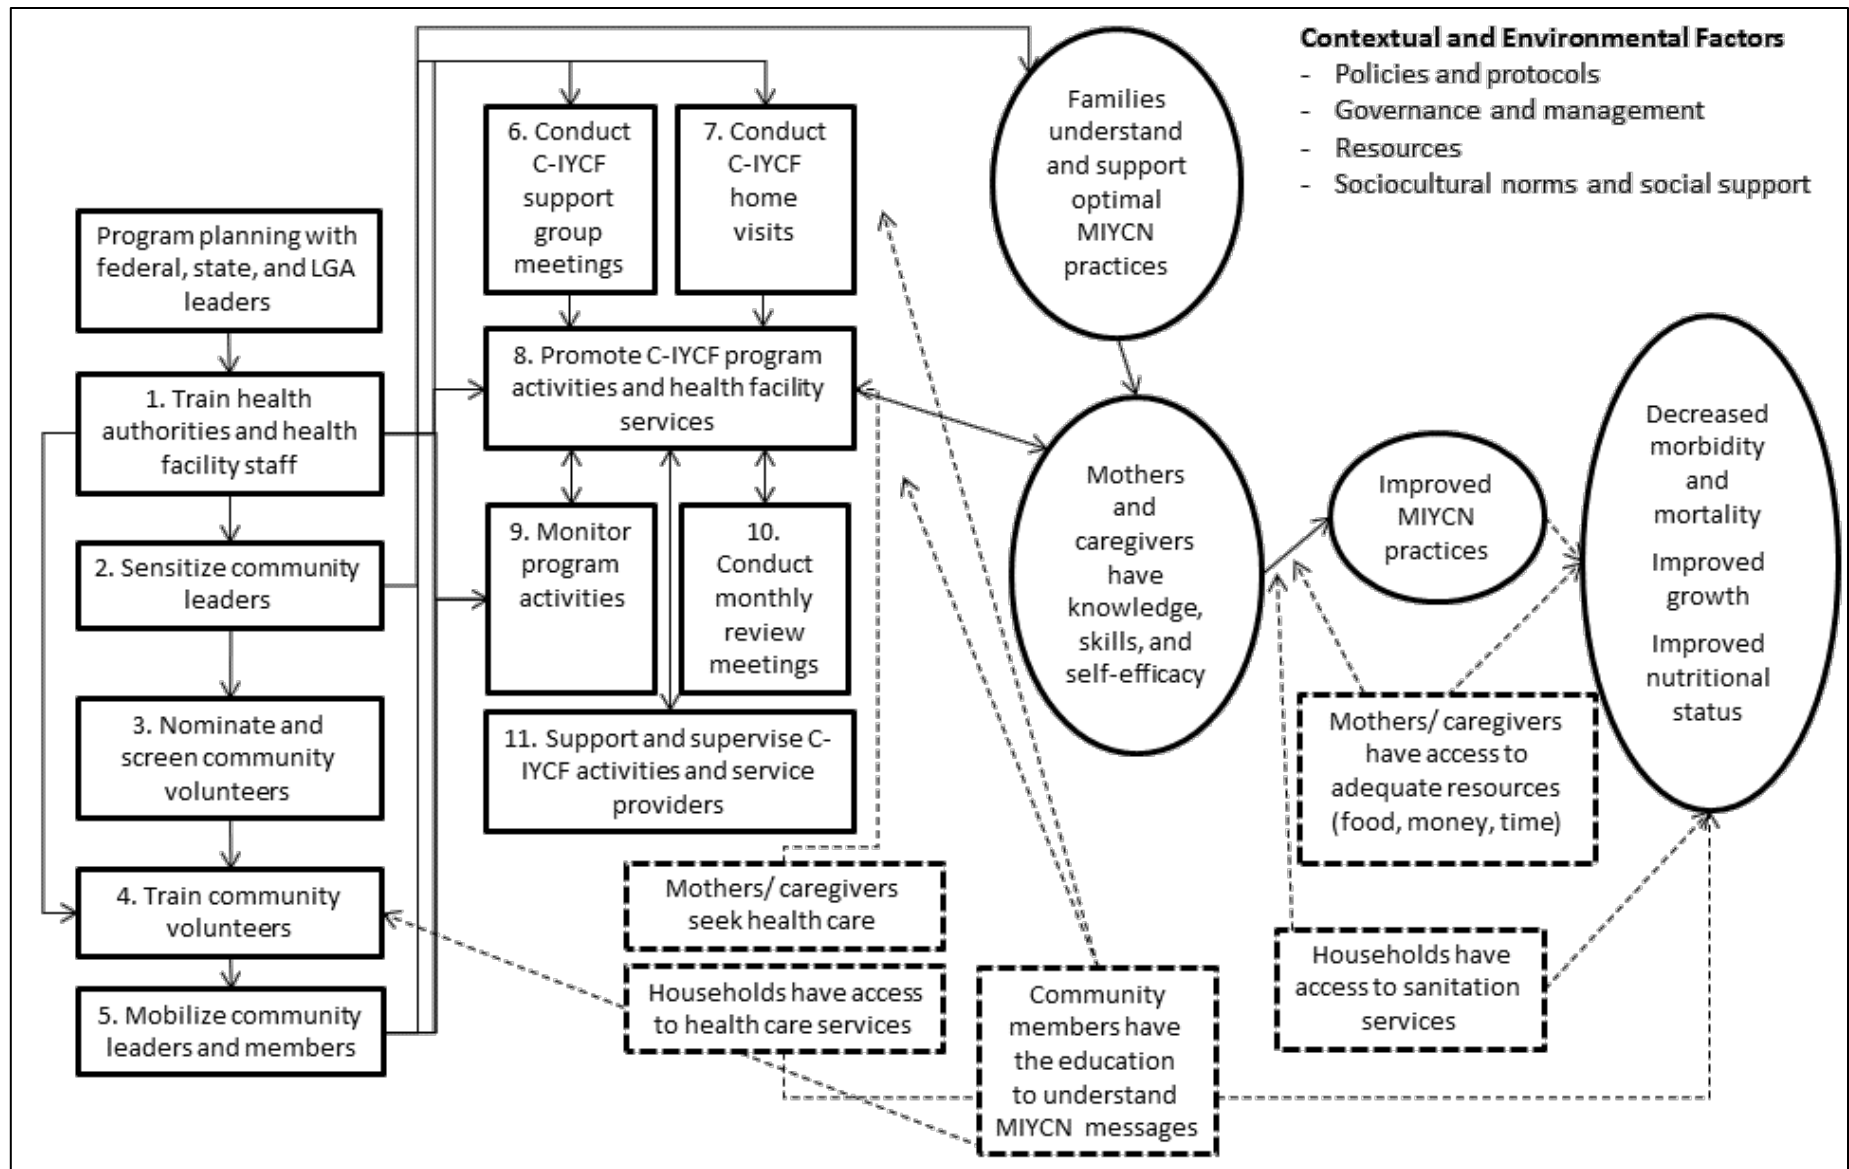 Contextual and Environmental Factors
- Policies and protocols
- Governance and management
- Resources
- Sociocultural norms and social support
Program planning with
federal, state, and LGA
leaders
1. Train health
authorities and health
facility staff
2. Sensitize community
leaders
3. Nominate and
screen community
volunteers
4. Train community
volunteers
5. Mobilize community
leaders and members
6. Conduct
C-IYCF
support
group
meetings
7. Conduct
C-IYCF
home
visits
8. Promote C-IYCF program
activities and health facility
services
9. Monitor
program
activities
10.
Conduct
monthly
review
meetings
11. Support and supervise C-
IYCF activities and service
providers
Mothers/ caregivers
seek health care
Households have access
to health care services
Families
understand
and support
optimal
MIYCN
practices
Mothers
and
caregivers
have
knowledge,
skills, and
self-efficacy
Community
members have
the education
to understand
MIYCN messages
Improved
MIYCN
practices
Mothers/ caregivers
have access to
adequate resources
(food, money, time)
Households have
access to sanitation
services
Decreased
morbidity
and
mortality
Improved
growth
Improved
nutritional
status